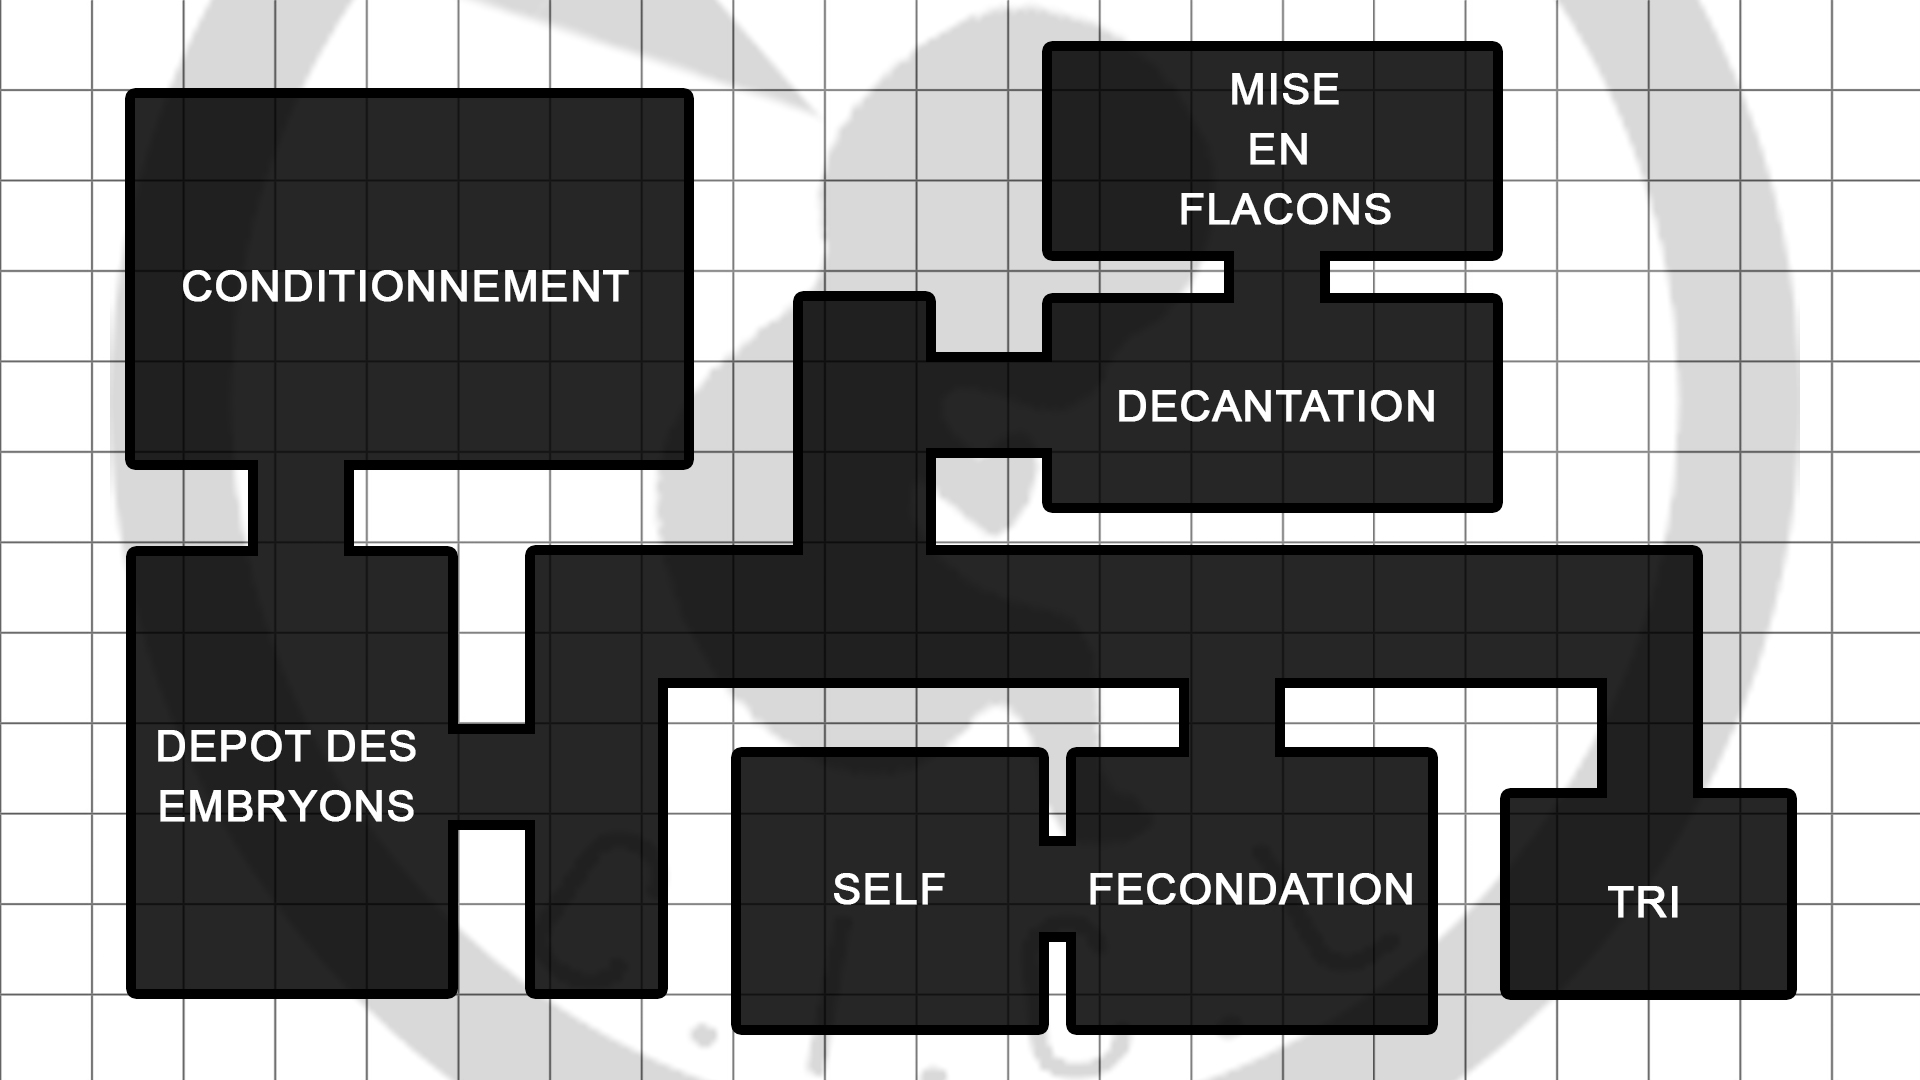 MISE
EN
FLACONS
CONDITIONNEMENT
DECANTATION
DEPOT DES
EMBRYONS
SELF
FECONDATION
TRI